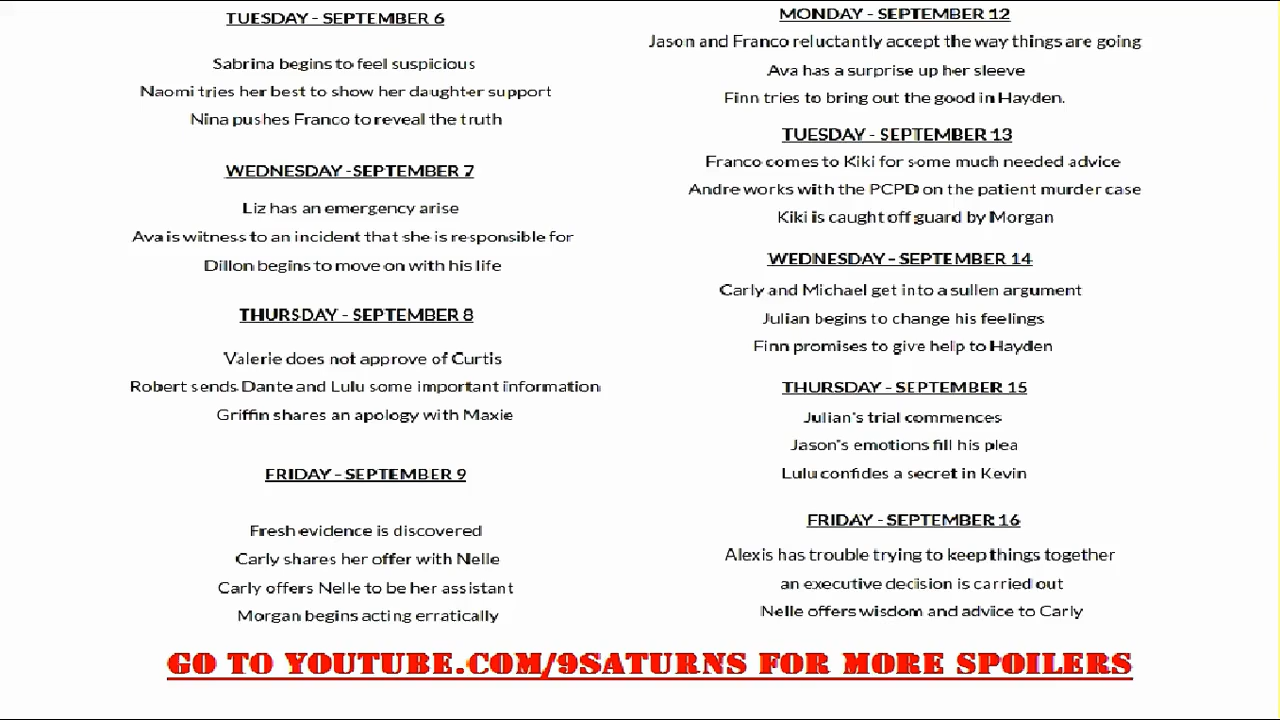 TUESDAY - SEPTEMBER 6
Sabrina begins to feel suspicious
Naomi tries her best to show her daughter support
Nina pushes Franco to reveal the truth
WEDNESDAY -SEPTEMBER 7
Liz has an emergency arise
Ava is witness to an incident that she is responsible for
Dillon begins to move on with his life
THURSDAY - SEPTEMBER 8
Valerie does not approve of Curtis
Robert sends Dante and Lulu some important information
Griffin shares an apology with Maxie
FRIDAY - SEPTEMBER 9
Fresh evidence is discovered
Carly shares her offer with Nelle
Carly offers Nelle to be her assistant
Morgan begins acting erratically
MONDAY - SEPTEMBER 12
Jason and Franco reluctantly accept the way things are going
Ava has a surprise up her sleeve
Finn tries to bring out the good in Hayden.
TUESDAY - SEPTEMBER 13
Franco comes to Kiki for some much needed advice
Andre works with the PCPD on the patient murder case
Kiki is caught off guard by Morgan
WEDNESDAY - SEPTEMBER 14
Carly and Michael get into a sullen argument
Julian begins to change his feelings
Finn promises to give help to Hayden
THURSDAY - SEPTEMBER 15
Julian's trial commences
Jason's emotions fill his plea
Lulu confides a secret in Kevin
FRIDAY - SEPTEMBER 16
Alexis has trouble trying to keep things together
an executive decision is carried out
Nelle offers wisdom and advice to Carly
GO TO YOUTUBE.COM/9SATURNS FOR MORE SPOILERS